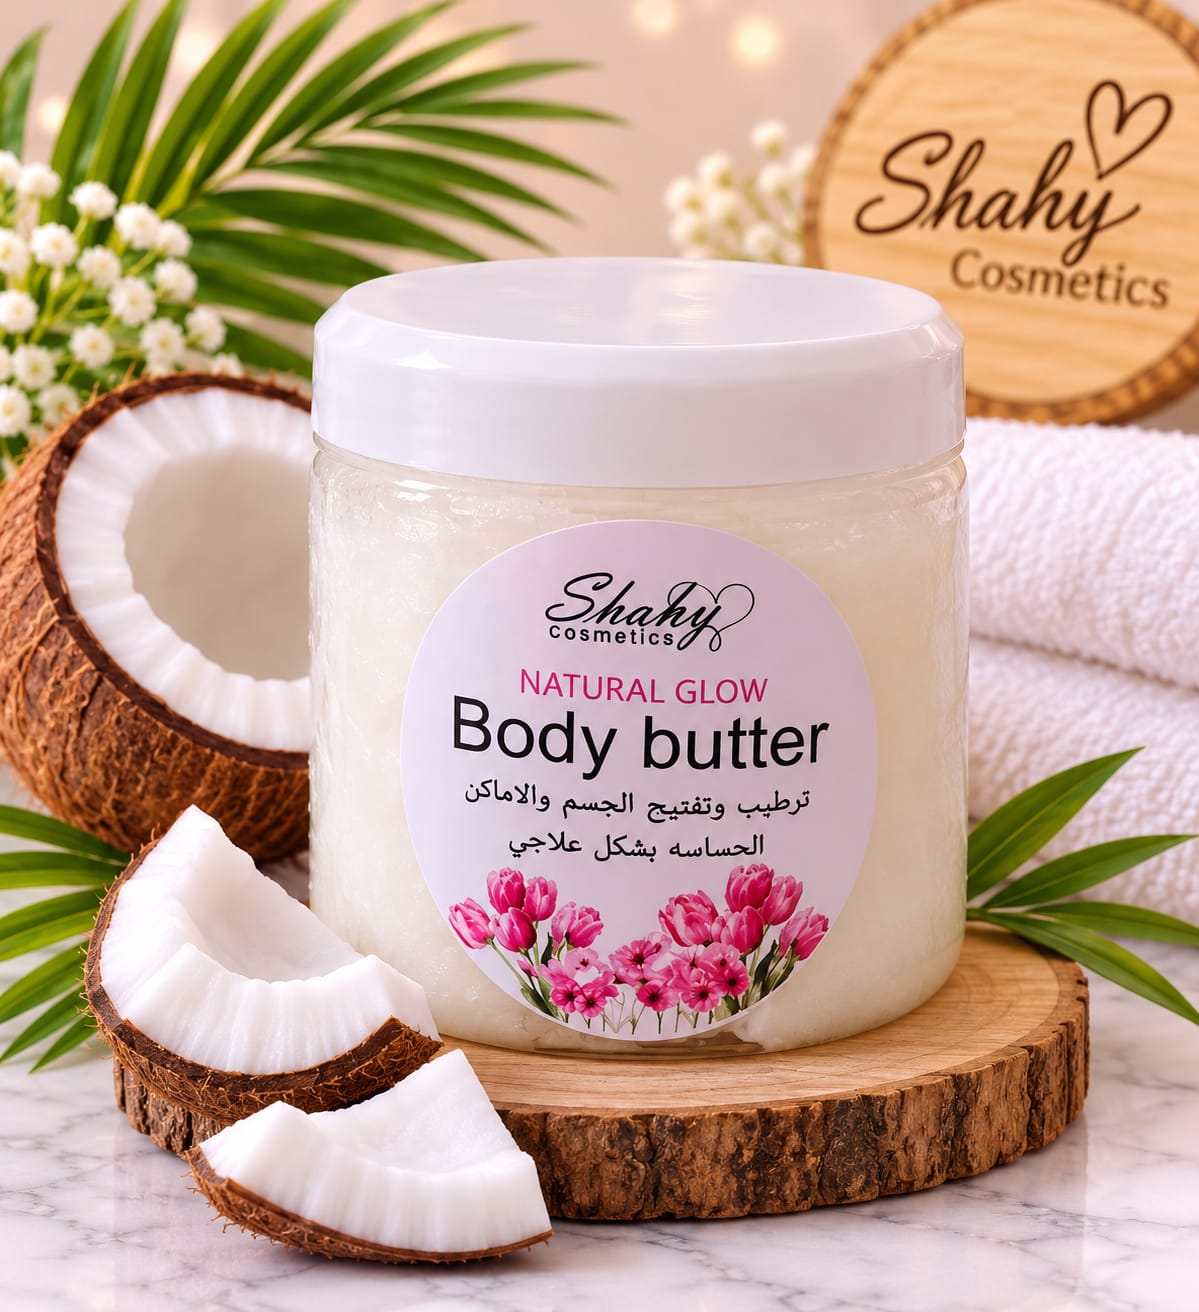 Shahy
Cosmetics
Shahy
Cosmetics
NATURAL GLOW
Body butter
ترطيب وتفتيح الجسم والاماكن
الحساسه بشكل علاجي